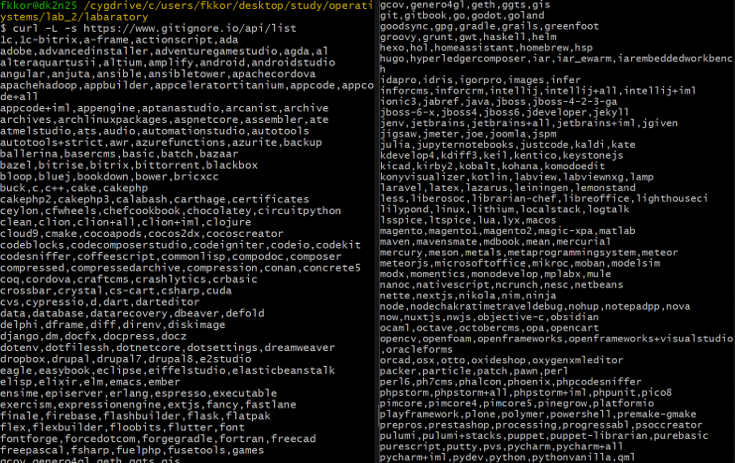 fkkor@dk2n25 /cygdrive/c/users/fkkor/desktop/study/operati
ystems/lab_2/labaratory
$ curl -L -s https://www.gitignore.io/api/list
1c,1c-bitrix,a-frame,actionscript,ada
adobe,advancedinstaller,adventuregamestudio,agda,al
alteraquartusii,altium,amplify,android,androidstudio
angular,anjuta,ansible,ansibletower,apachecordova
apachehadoop,appbuilder,appceleratortitanium,appcode,appco
de+all
appcode+iml,appengine,aptanastudio,arcanist,archive
archives,archlinuxpackages,aspnetcore,assembler,ate
atmelstudio,ats,audio,automationstudio,autotools
autotools+strict,awr,azurefunctions,azurite,backup
ballerina,basercms,basic,batch,bazaar
bazel,bitrise,bitrix,bittorrent,blackbox
bloop,bluej,bookdown,bower,bricxcc
buck,c,c++,cake,cakephp
cakephp2,cakephp3,calabash,carthage,certificates
ceylon,cfwheels,chefcookbook,chocolatey,circuitpython
clean,clion,clion+all,clion+iml,clojure
cloud9,cmake,cocoapods,cocos2dx,cocoscreator
codeblocks,codecomposerstudio,codeigniter,codeio,codekit
codesniffer,coffeescript,commonlisp,compodoc,composer
compressed,compressedarchive,compression,conan,concrete5
coq,cordova,craftcms,crashlytics,crbasic
crossbar,crystal,cs-cart,csharp,cuda
cvs,cypressio,d,dart,darteditor
data,database,datarecovery,dbeaver,defold
delphi,dframe,diff,direnv,diskimage
django,dm,docfx,docpress,docz
dotenv,dotfilessh,dotnetcore,dotsettings,dreamweaver
dropbox,drupal,drupal7,drupal8,e2studio
eagle,easybook,eclipse,eiffelstudio,elasticbeanstalk
elisp,elixir,elm,emacs,ember
ensime,episerver,erlang,espresso,executable
exercism,expressionengine,extjs,fancy,fastlane
finale,firebase,flashbuilder,flask,flatpak
flex,flexbuilder,floobits,flutter,font
fontforge,forcedotcom,forgegradle,fortran,freecad
freepascal,fsharp,fuelphp,fusetools,games
gcov,genero4gl,geth,ggts,gis
gcov,genero4gl,geth,ggts,gis
git,gitbook,go,godot,goland
goodsync,gpg,gradle,grails,greenfoot
groovy,grunt,gwt,haskell,helm
hexo,hol,homeassistant,homebrew,hsp
hugo,hyperledgercomposer,iar,iar_ewarm,iarembeddedworkbenc
h
idapro,idris,igorpro,images,infer
inforcms,inforcrm,intellij,intellij+all,intellij+iml
ionic3,jabref,java,jboss,jboss-4-2-3-ga
jboss-6-x,jboss4,jboss6,jdeveloper,jekyll
jenv,jetbrains,jetbrains+all,jetbrains+iml,jgiven
jigsaw,jmeter,joe,joomla,jspm
julia,jupyternotebooks,justcode,kaldi,kate
kdevelop4,kdiff3,keil,kentico,keystonejs
kicad,kirby2,kobalt,kohana,komodoedit
konyvisualizer,kotlin,labview,labviewnxg,lamp
laravel,latex,lazarus,leiningen,lemonstand
less,liberosoc,librarian-chef,libreoffice,lighthouseci
lilypond,linux,lithium,localstack,logtalk
lsspice,ltspice,lua,lyx,macos
magento,magento1,magento2,magic-xpa,matlab
maven,mavensmate,mdbook,mean,mercurial
mercury,meson,metals,metaprogrammingsystem,meteor
meteorjs,microsoftoffice,mikroc,moban,modelsim
modx,momentics,monodevelop,mplabx,mule
nanoc,nativescript,ncrunch,nesc,netbeans
nette,nextjs,nikola,nim,ninja
node,nodechakratimetraveldebug,nohup,notepadpp,nova
now,nuxtjs,nwjs,objective-c,obsidian
ocaml,octave,octobercms,opa,opencart
opencv,openfoam,openframeworks,openframeworks+visualstudio
,oracleforms
orcad,osx,otto,oxideshop,oxygenxmleditor
packer,particle,patch,pawn,perl
perl6,ph7cms,phalcon,phoenix,phpcodesniffer
phpstorm,phpstorm+all,phpstorm+iml,phpunit,pico8
pimcore,pimcore4,pimcore5,pinegrow,platformio
playframework,plone,polymer,powershell,premake-gmake
prepros,prestashop,processing,progressabl,psoccreator
pulumi,pulumi+stacks,puppet,puppet-librarian,purebasic
purescript,putty,pvs,pycharm,pycharm+all
pycharm+iml,pydev,python,pythonvanilla,qml